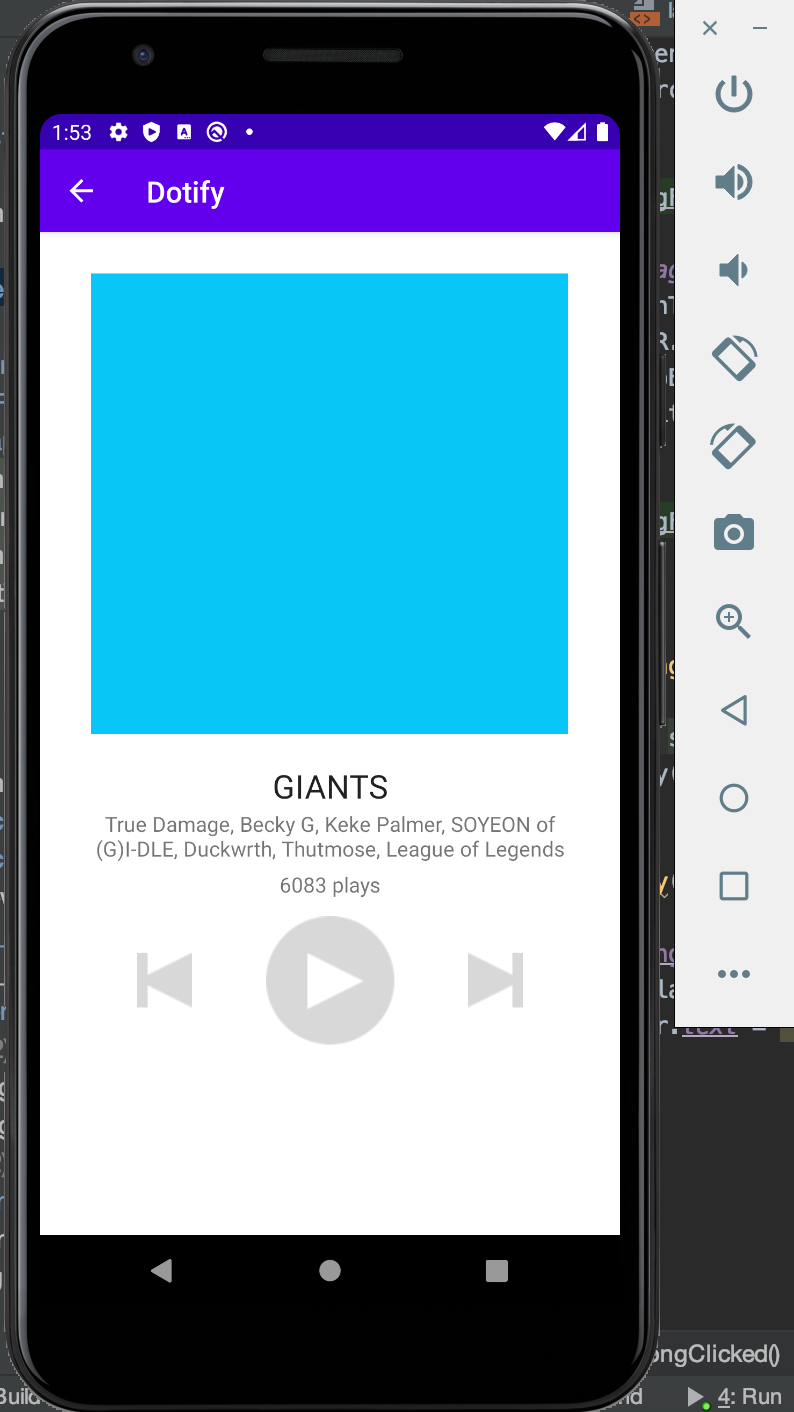 1:53
Dotify
GIANTS
True Damage, Becky G, Keke Palmer, SOYEON of
(G)I-DLE, Duckwrth, Thutmose, League of Legends
6083 plays
r.text =
ongClicked()
Build
4: Run